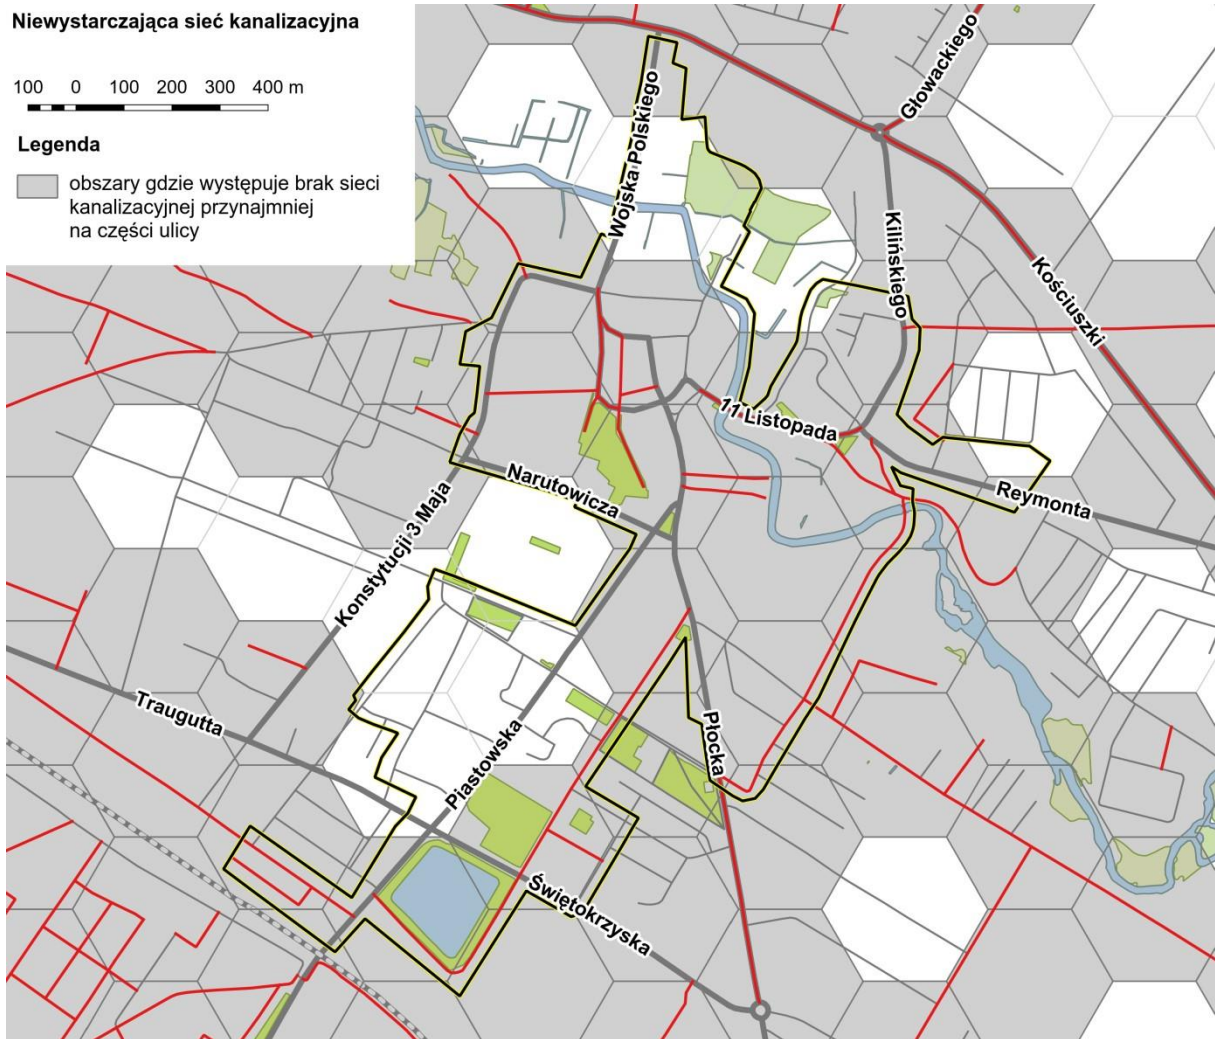 Niewystarczająca sieć kanalizacyjna
100 0 100 200 300 400 m
Legenda
obszary gdzie występuje brak sieci
kanalizacyjnej przynajmniej
na części ulicy
Głowackiego
Wojska Polskiego
Kilińskiego
Kościuszki
11 Listopada
Narutowicza
Reymonta
Konstytucji 3 Maja
Traugutta
Piastowska
Płocka
Świętokrzyska